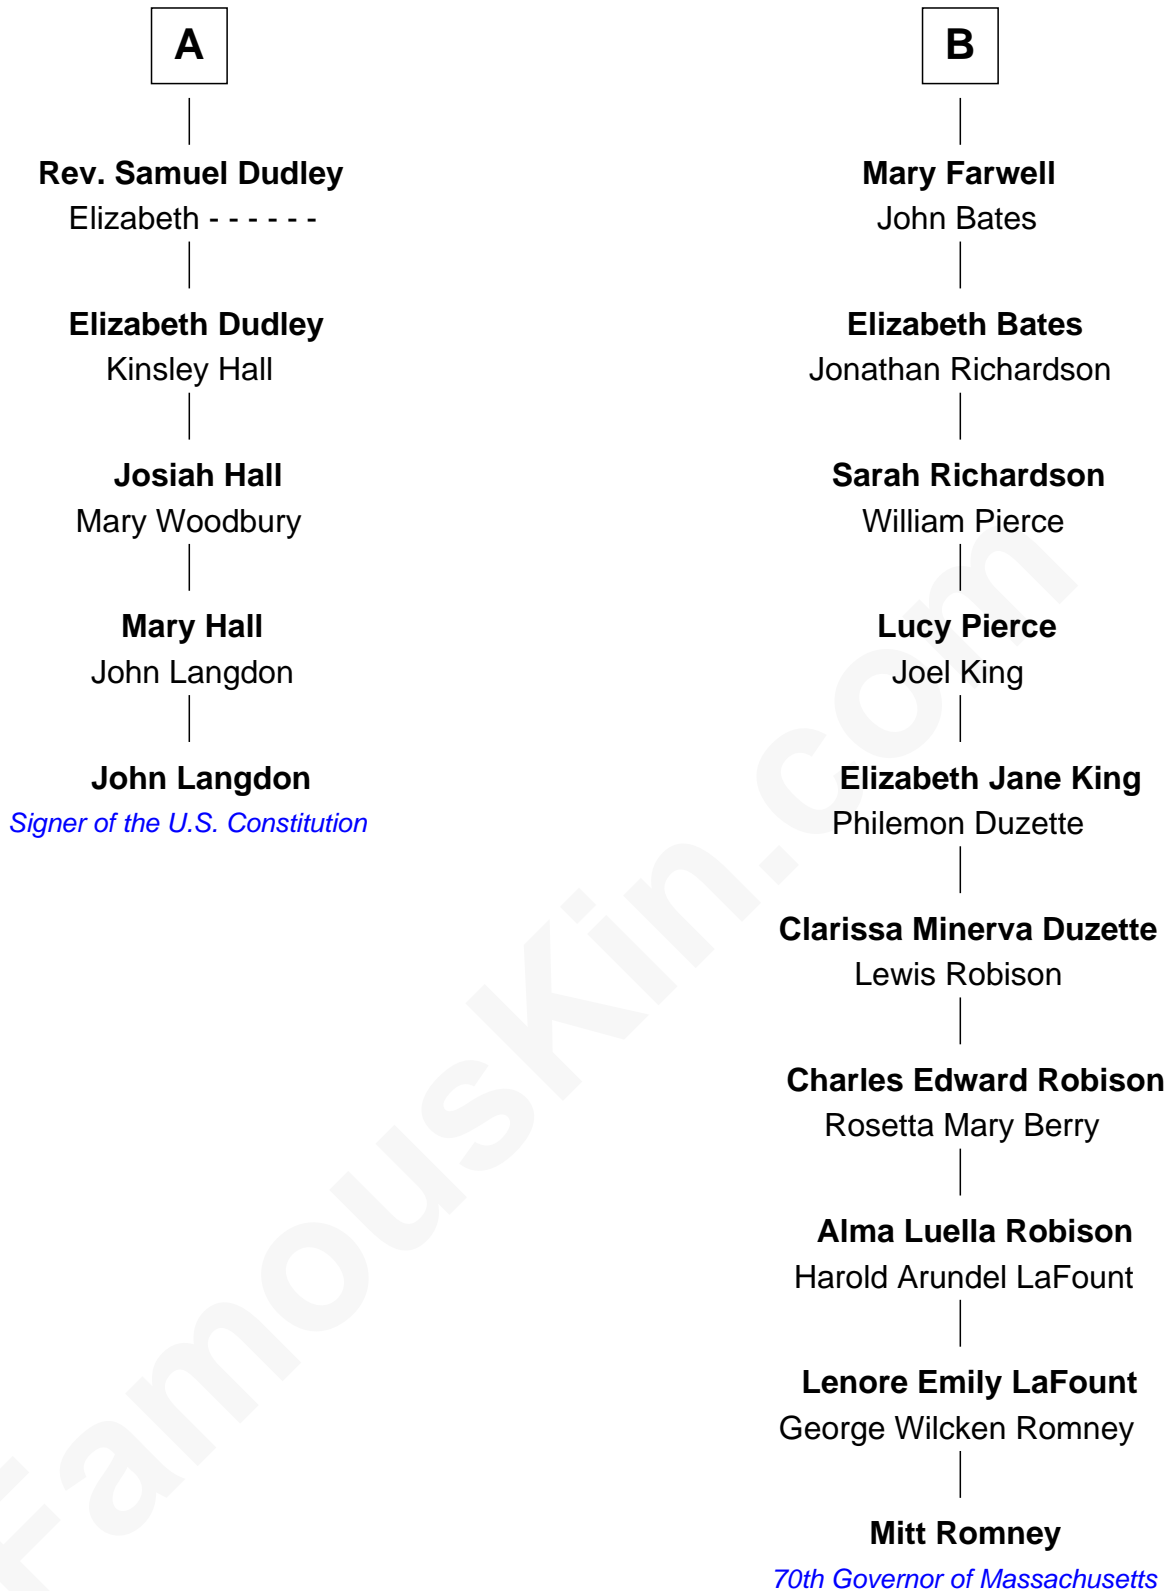 A
Rev. Samuel Dudley
Elizabeth - - - - - -
Elizabeth Dudley
Kinsley Hall
Josiah Hall
Mary Woodbury
Mary Hall
John Langdon
John Langdon
Signer of the U.S. Constitution
B
Mary Farwell
John Bates
Elizabeth Bates
Jonathan Richardson
Sarah Richardson
William Pierce
Lucy Pierce
Joel King
Elizabeth Jane King
Philemon Duzette
Clarissa Minerva Duzette
Lewis Robison
Charles Edward Robison
Rosetta Mary Berry
Alma Luella Robison
Harold Arundel LaFount
Lenore Emily LaFount
George Wilcken Romney
Mitt Romney
70th Governor of Massachusetts
FamousKin.com